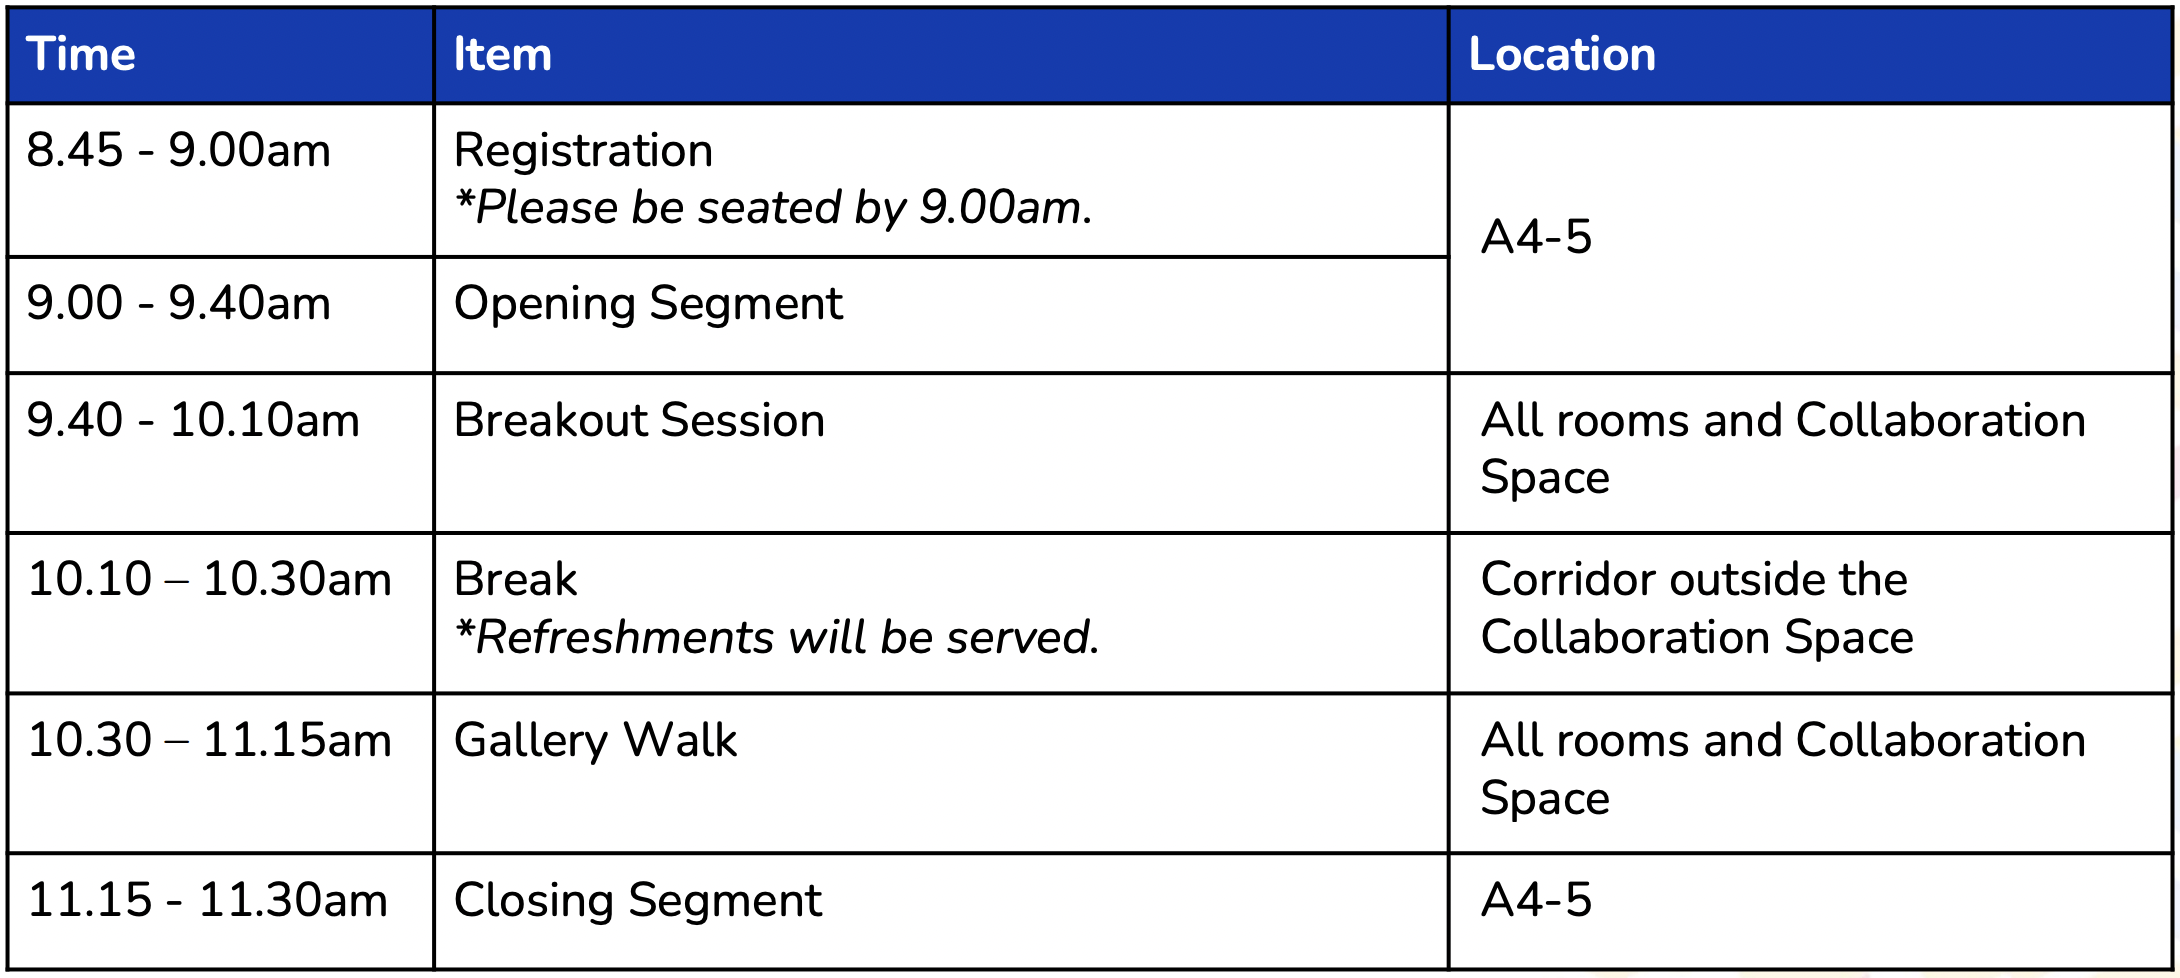 Time Item Location
8.45 - 9.00am Registration
*Please be seated by 9.00am.
A4-5
9.00 - 9.40am Opening Segment
9.40 - 10.10am Breakout Session All rooms and Collaboration
Space
10.10 – 10.30am Break Corridor outside the
*Refreshments will be served. Collaboration Space
10.30 – 11.15am Gallery Walk All rooms and Collaboration
Space
11.15 - 11.30am Closing Segment A4-5